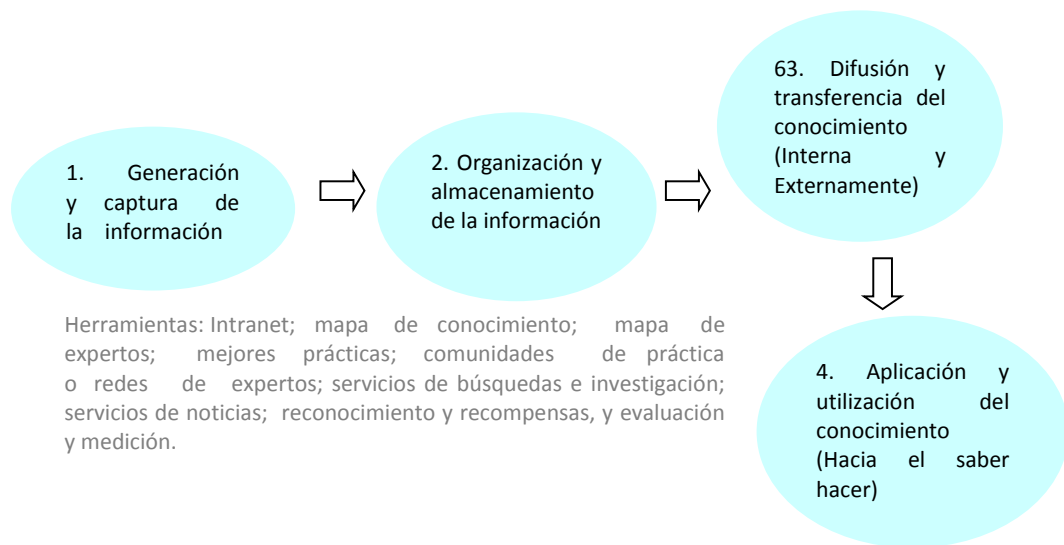 1. Generación
y captura de
la información
2. Organización y
almacenamiento
de la información
63. Difusión y
transferencia del
conocimiento
(Interna y
Externamente)
Herramientas: Intranet; mapa de conocimiento; mapa de
expertos; mejores prácticas; comunidades de práctica
o redes de expertos; servicios de búsquedas e investigación;
servicios de noticias; reconocimiento y recompensas, y evaluación
y medición.
4. Aplicación y
utilización del
conocimiento
(Hacia el saber
hacer)